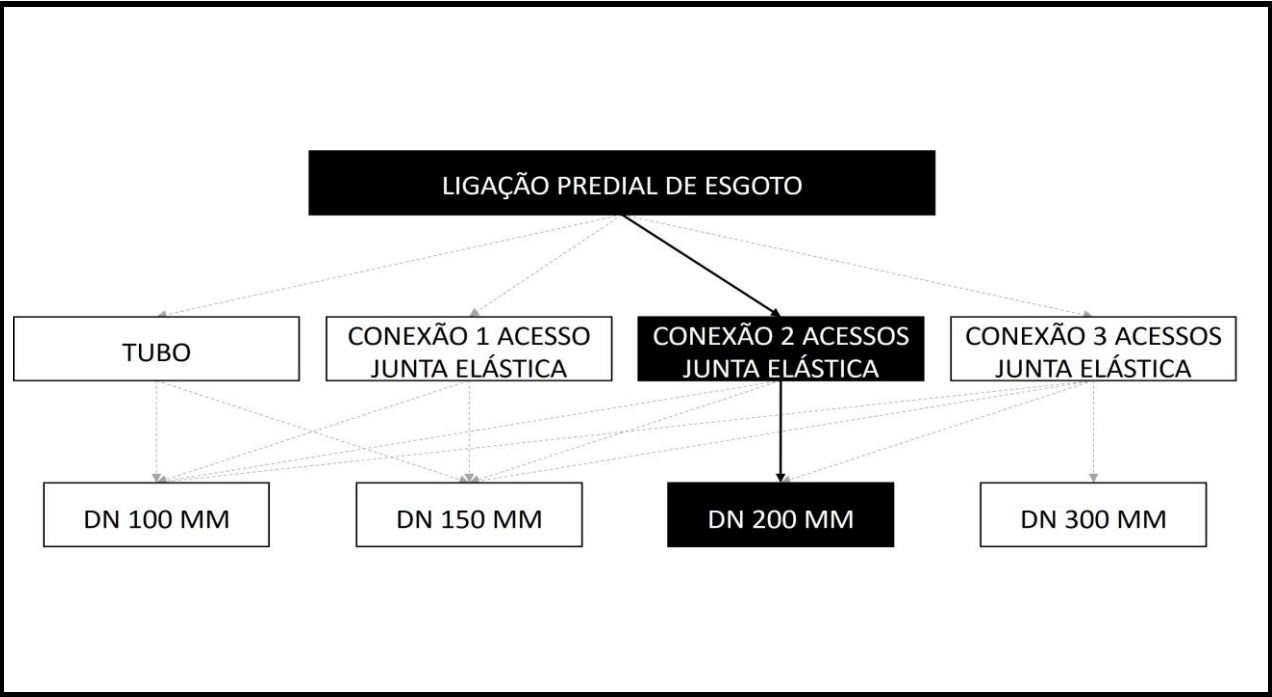 LIGAÇÃO PREDIAL DE ESGOTO
TUBO
CONEXÃO 1 ACESSO
JUNTA ELÁSTICA
CONEXÃO 2 ACESSOS
JUNTA ELÁSTICA
CONEXÃO 3 ACESSOS
JUNTA ELÁSTICA
DN 100 MM
DN 150 MM
DN 200 MM
DN 300 MM